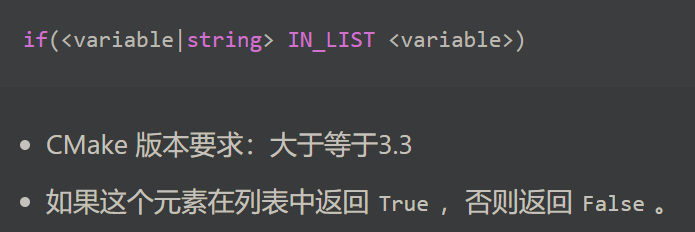 if(<variable|string> IN_LIST <variable>)
CMake 版本要求：大于等于3.3
如果这个元素在列表中返回 True ，否则返回 False 。